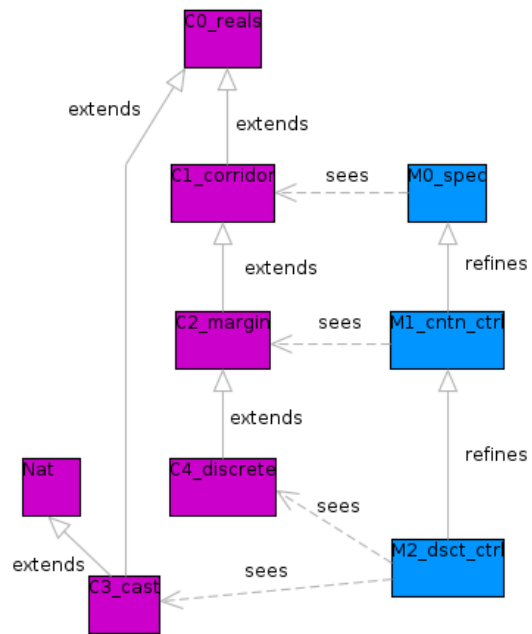 C0_reals
extends
extends
C1_corridor
sees
M0_spec
extends
refines
C2_margin
sees
M1_cntn_ctrl
extends
refines
Nat
C4_discrete
sees
M2_dsct_ctrl
extends
sees
C3_cast